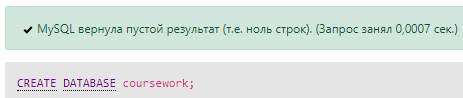 MySQL вернула пустой результат (т.е. ноль строк). (Запрос занял 0,0007 сек.)
CREATE DATABASE coursework;